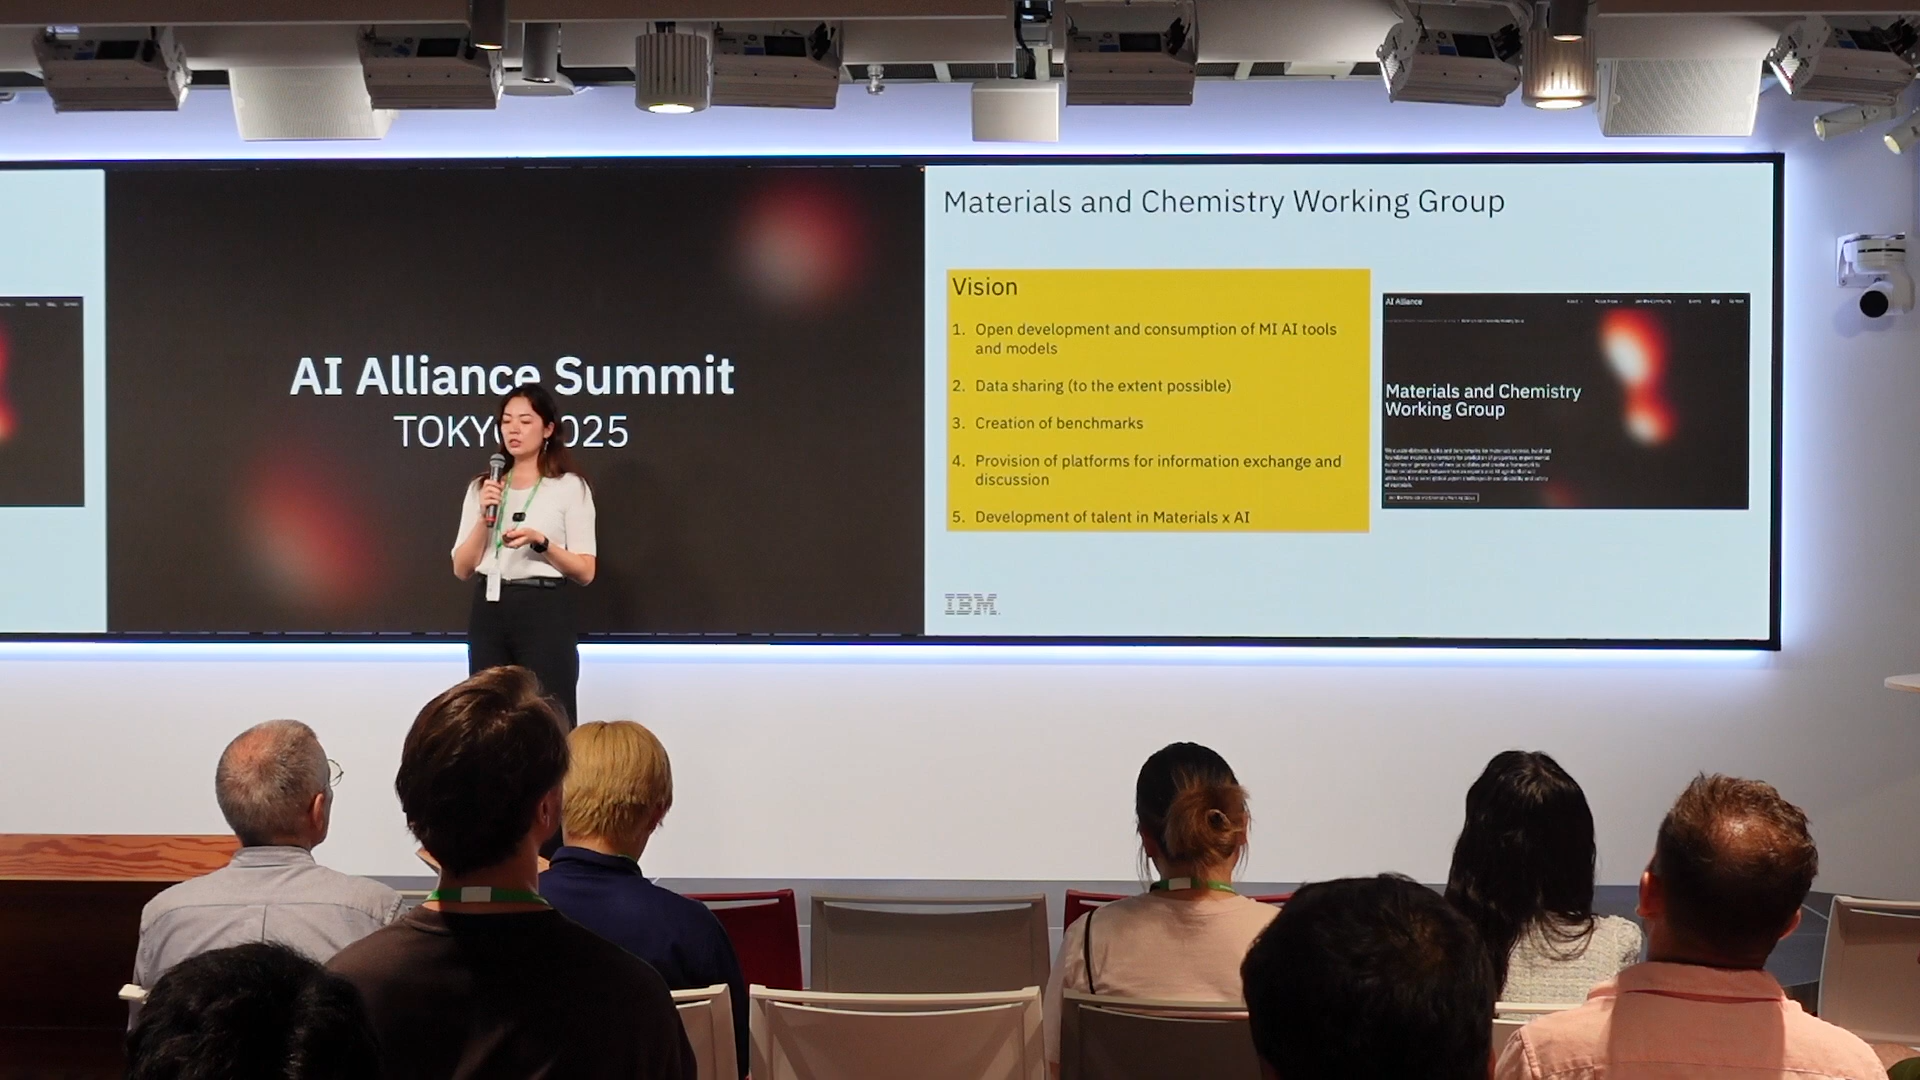 AI Alliance Summit
TOKYO 2025
Materials and Chemistry Working Group
Vision
1. Open development and consumption of MI AI tools
and models
2. Data sharing (to the extent possible)
3. Creation of benchmarks
4. Provision of platforms for information exchange and
discussion
5. Development of talent in Materials x AI
IBM
AI Alliance
Materials and Chemistry
Working Group